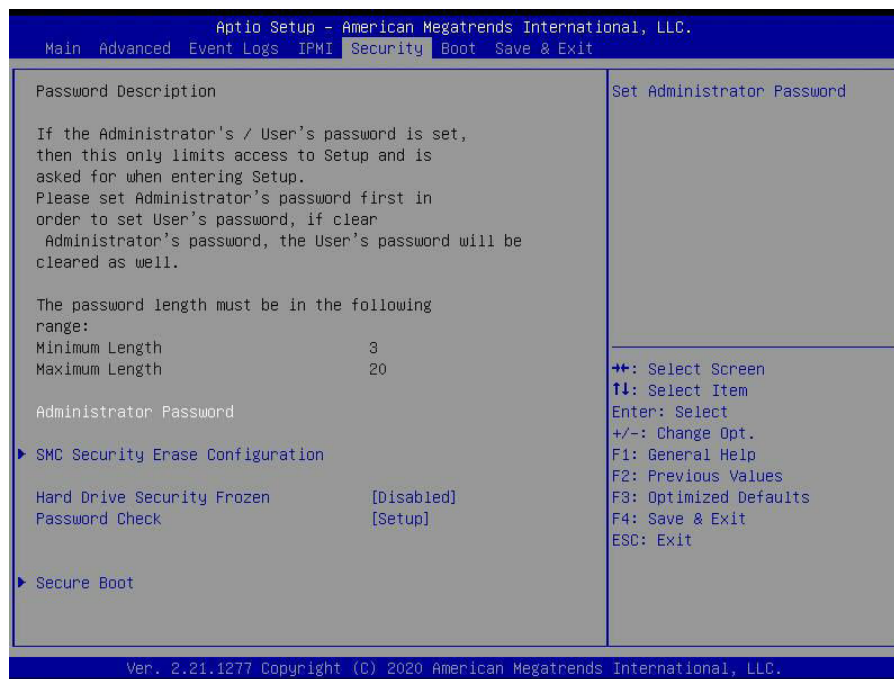 Aptio Setup – American Megatrends International, LLC.
Main Advanced Event Logs IPMI Security Boot Save & Exit
Password Description
If the Administrator's / User's password is set,
then this only limits access to Setup and is
asked for when entering Setup.
Please set Administrator's password first in
order to set User's password, if clear
Administrator's password, the User's password will be
cleared as well.
The password length must be in the following
range:
Minimum Length 3
Maximum Length 20
Administrator Password
SMC Security Erase Configuration
Hard Drive Security Frozen [Disabled]
Password Check [Setup]
Secure Boot
Set Administrator Password
→←: Select Screen
↑↓: Select Item
Enter: Select
+/-: Change Opt.
F1: General Help
F2: Previous Values
F3: Optimized Defaults
F4: Save & Exit
ESC: Exit
Ver. 2.21.1277 Copyright (C) 2020 American Megatrends International, LLC.